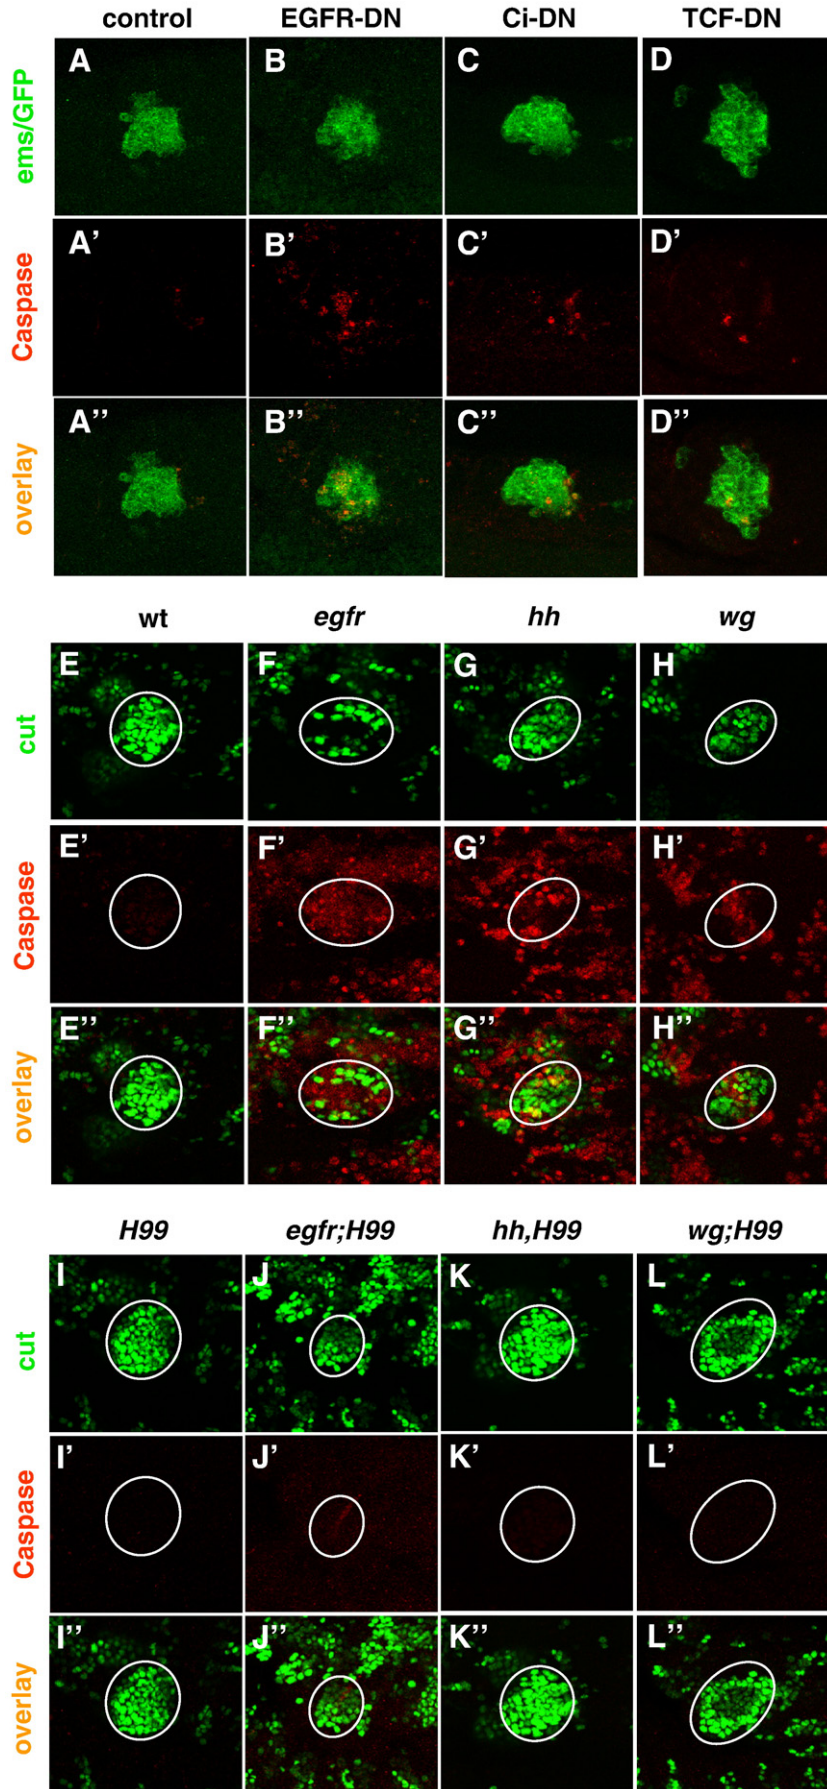 control EGFR-DN Ci-DN TCF-DN
ems/GFP A B C D
Caspase A’ B’ C’ D’
overlay A’’ B’’ C’’ D’’
wt egfr hh wg
cut E F G H
Caspase E’ F’ G’ H’
overlay E’’ F’’ G’’ H’’
H99 egfr;H99 hh,H99 wg;H99
cut I J K L
Caspase I’ J’ K’ L’
overlay I’’ J’’ K’’ L’’